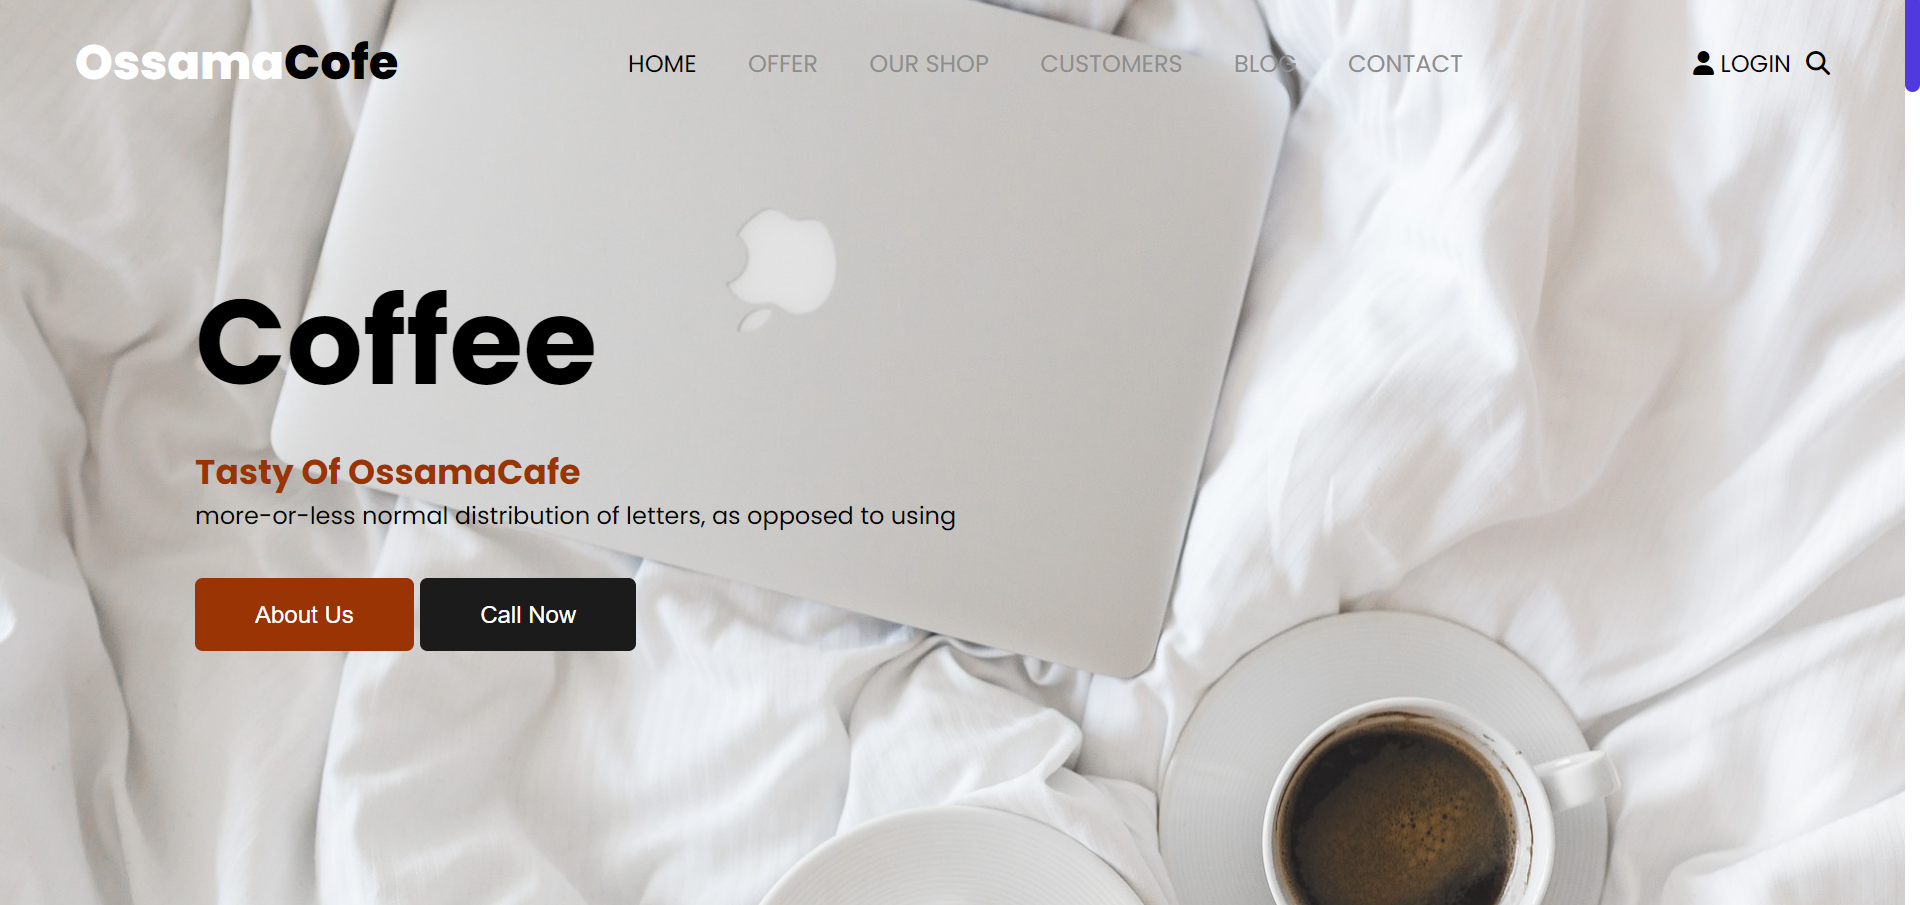 OssamaCofe
HOME OFFER OUR SHOP CUSTOMERS BLOG CONTACT
LOGIN
Coffee
Tasty Of OssamaCafe
more-or-less normal distribution of letters, as opposed to using
About Us
Call Now